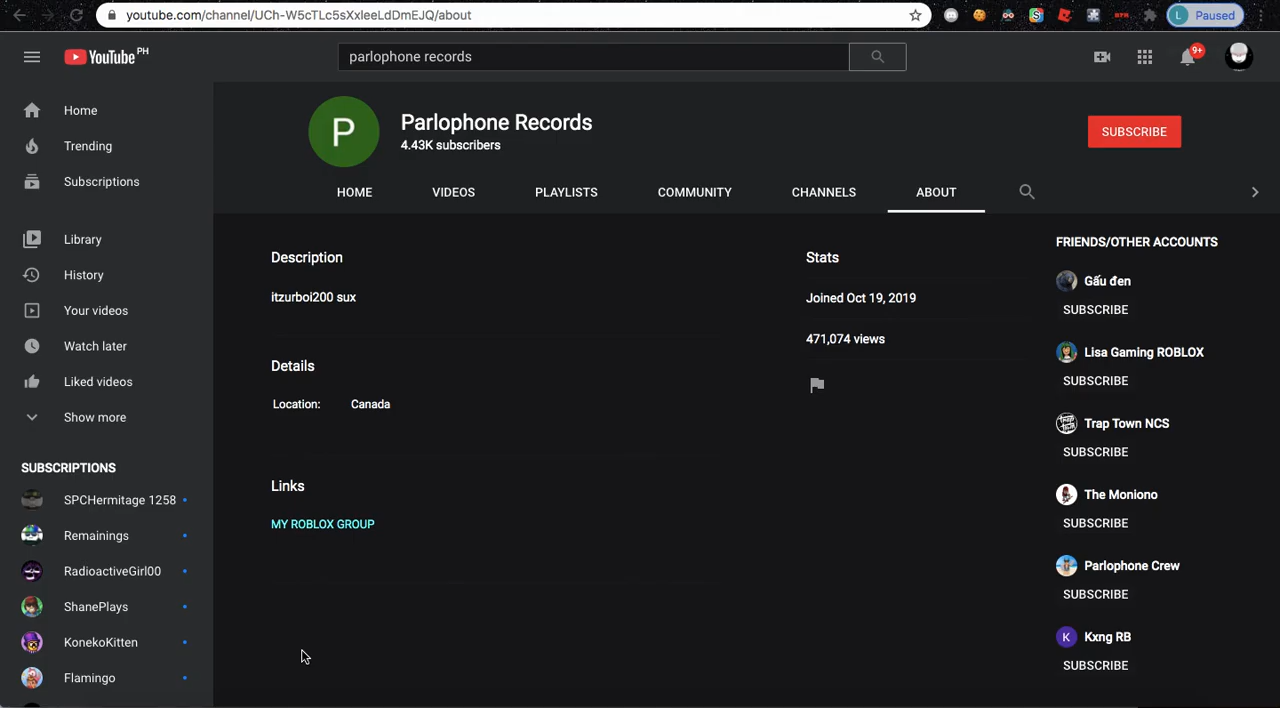 youtube.com/channel/UCh-W5cTLc5sXxleeLdDmEJQ/about
L Paused
YouTube PH
parlophone records
9+
Home
Trending
Subscriptions
Library
History
Your videos
Watch later
Liked videos
Show more
SUBSCRIPTIONS
SPCHermitage 1258
Remainings
RadioactiveGirl00
ShanePlays
KonekoKitten
Flamingo
P
Parlophone Records
4.43K subscribers
SUBSCRIBE
HOME VIDEOS PLAYLISTS COMMUNITY CHANNELS ABOUT
Description
itzurboi200 sux
Details
Location: Canada
Links
MY ROBLOX GROUP
Stats
Joined Oct 19, 2019
471,074 views
FRIENDS/OTHER ACCOUNTS
Gấu đen
SUBSCRIBE
Lisa Gaming ROBLOX
SUBSCRIBE
Trap Town NCS
SUBSCRIBE
The Moniono
SUBSCRIBE
Parlophone Crew
SUBSCRIBE
K Kxng RB
SUBSCRIBE